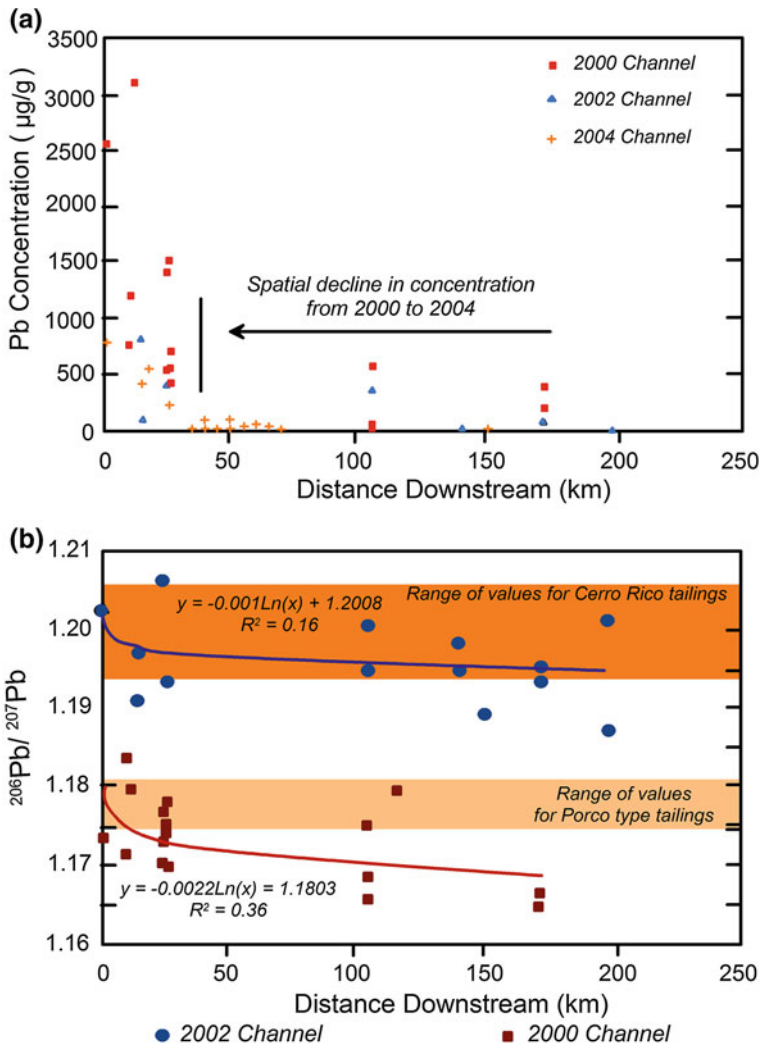 (a)
3500
3000
2500
2000
1500
1000
500
0
Pb Concentration ( µg/g)
2000 Channel
2002 Channel
2004 Channel
Spatial decline in concentration
from 2000 to 2004
0 50 100 150 200 250
Distance Downstream (km)
(b)
1.21
1.20
1.19
1.18
1.17
1.16
²⁰⁶Pb/ ²⁰⁷Pb
Range of values for Cerro Rico tailings
y = -0.001Ln(x) + 1.2008
R² = 0.16
Range of values
for Porco type tailings
y = -0.0022Ln(x) = 1.1803
R² = 0.36
0 50 100 150 200 250
Distance Downstream (km)
2002 Channel 2000 Channel